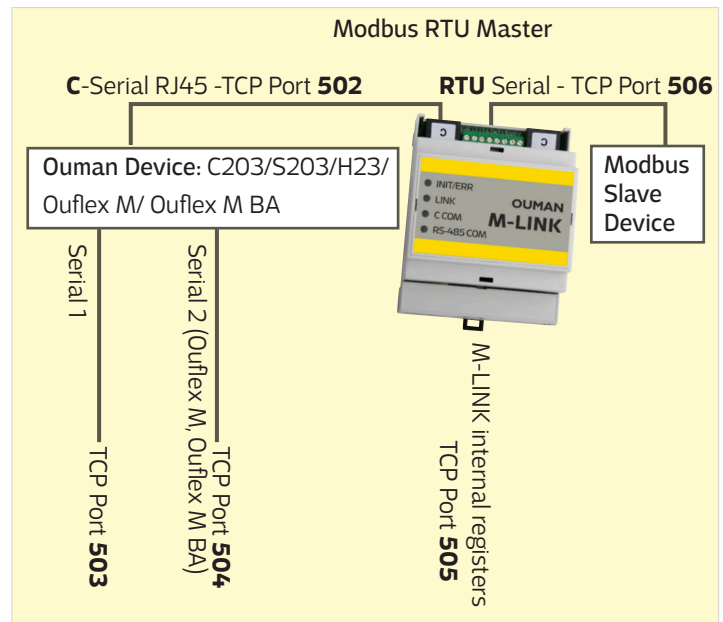 Modbus RTU Master
C-Serial RJ45 -TCP Port 502
RTU Serial - TCP Port 506
Ouman Device: C203/S203/H23/
Ouflex M/ Ouflex M BA
C
C
INIT/ERR
LINK
C COM
RS-485 COM
OUMAN
M-LINK
Modbus
Slave
Device
Serial 1
TCP Port 503
Serial 2 (Ouflex M, Ouflex M BA)
TCP Port 504
M-LINK internal registers
TCP Port 505